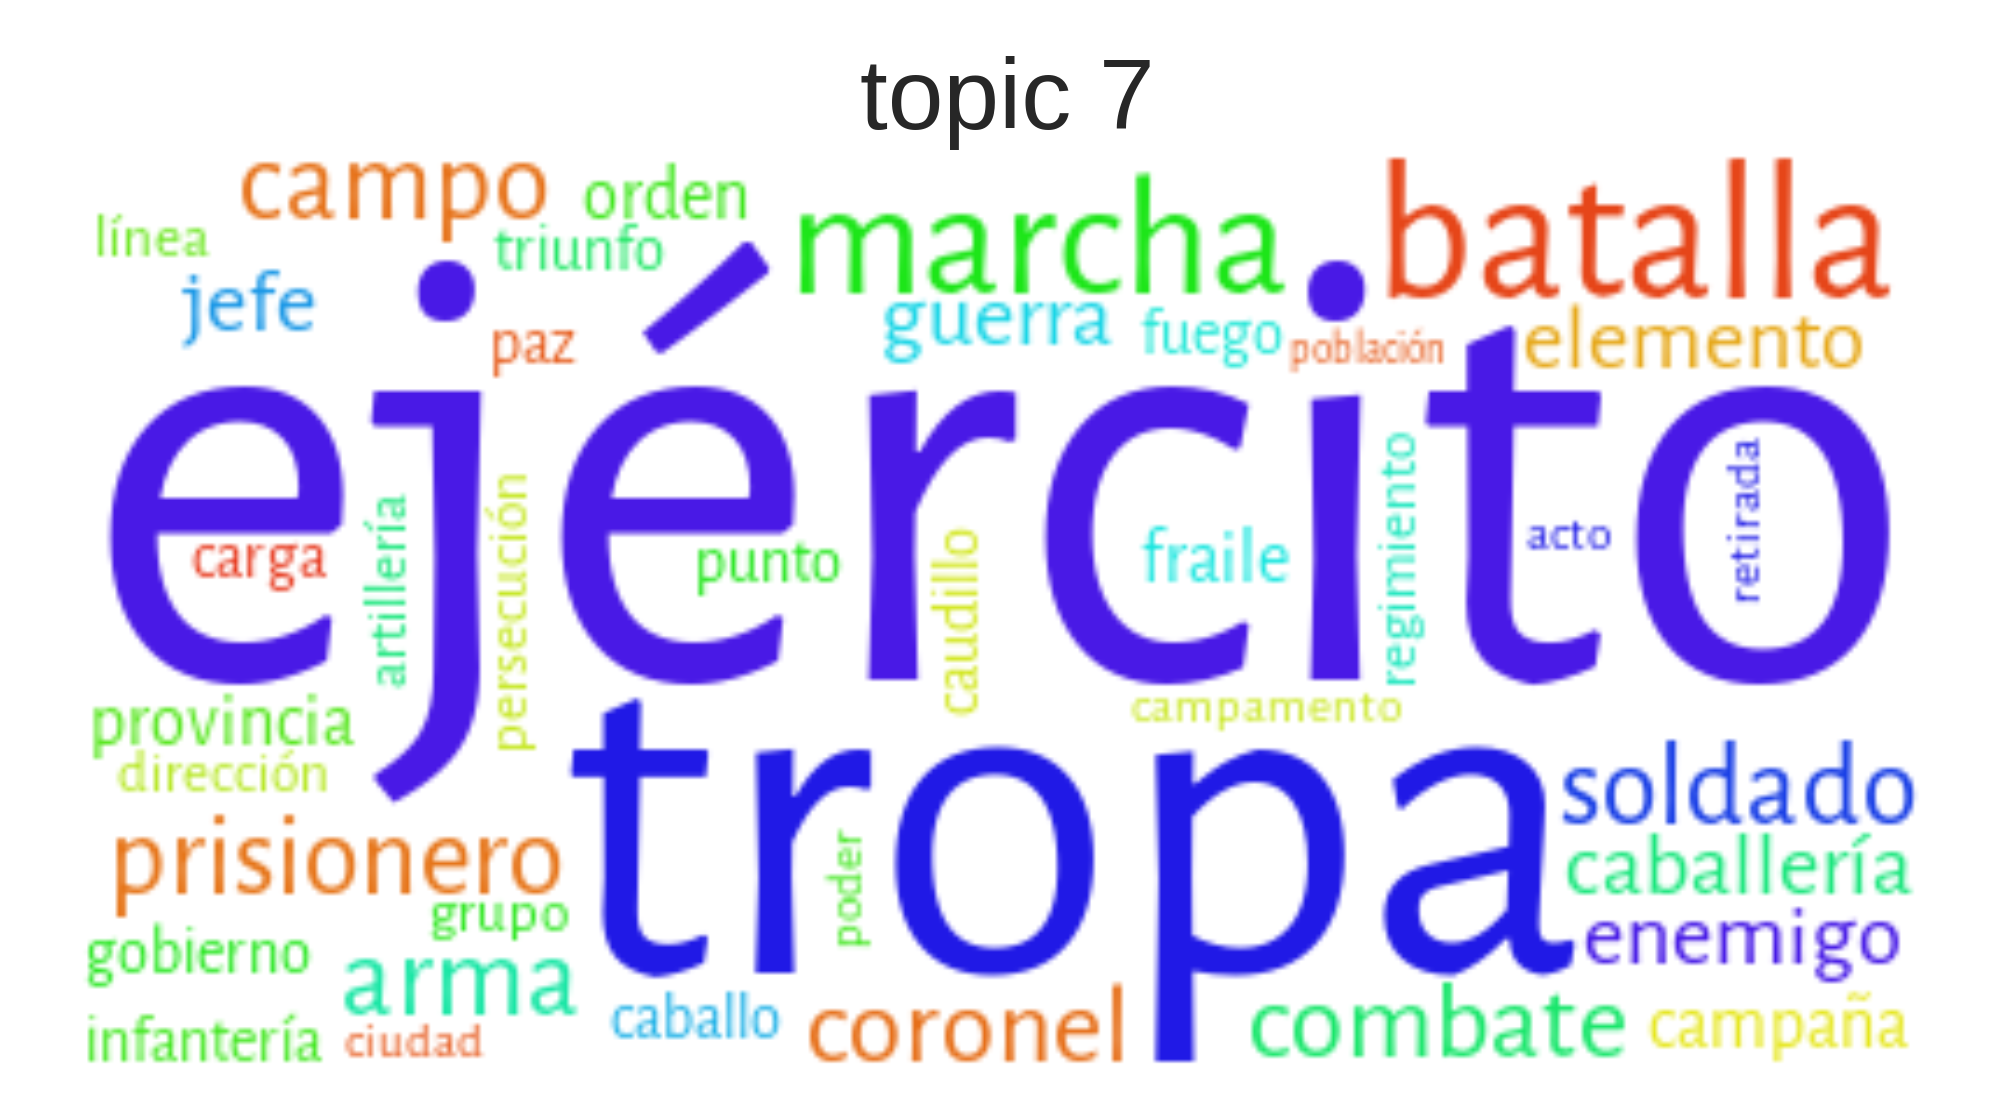 topic 7
campo
orden
marcha
batalla
línea
triunfo
jefe
paz
guerra
fuego
población
elemento
ejército
carga
artillería
persecución
punto
caudillo
fraile
regimiento
acto
retirada
provincia
campamento
dirección
tropa
soldado
prisionero
poder
caballería
grupo
enemigo
gobierno
arma
caballo
coronel
combate
campaña
infantería
ciudad